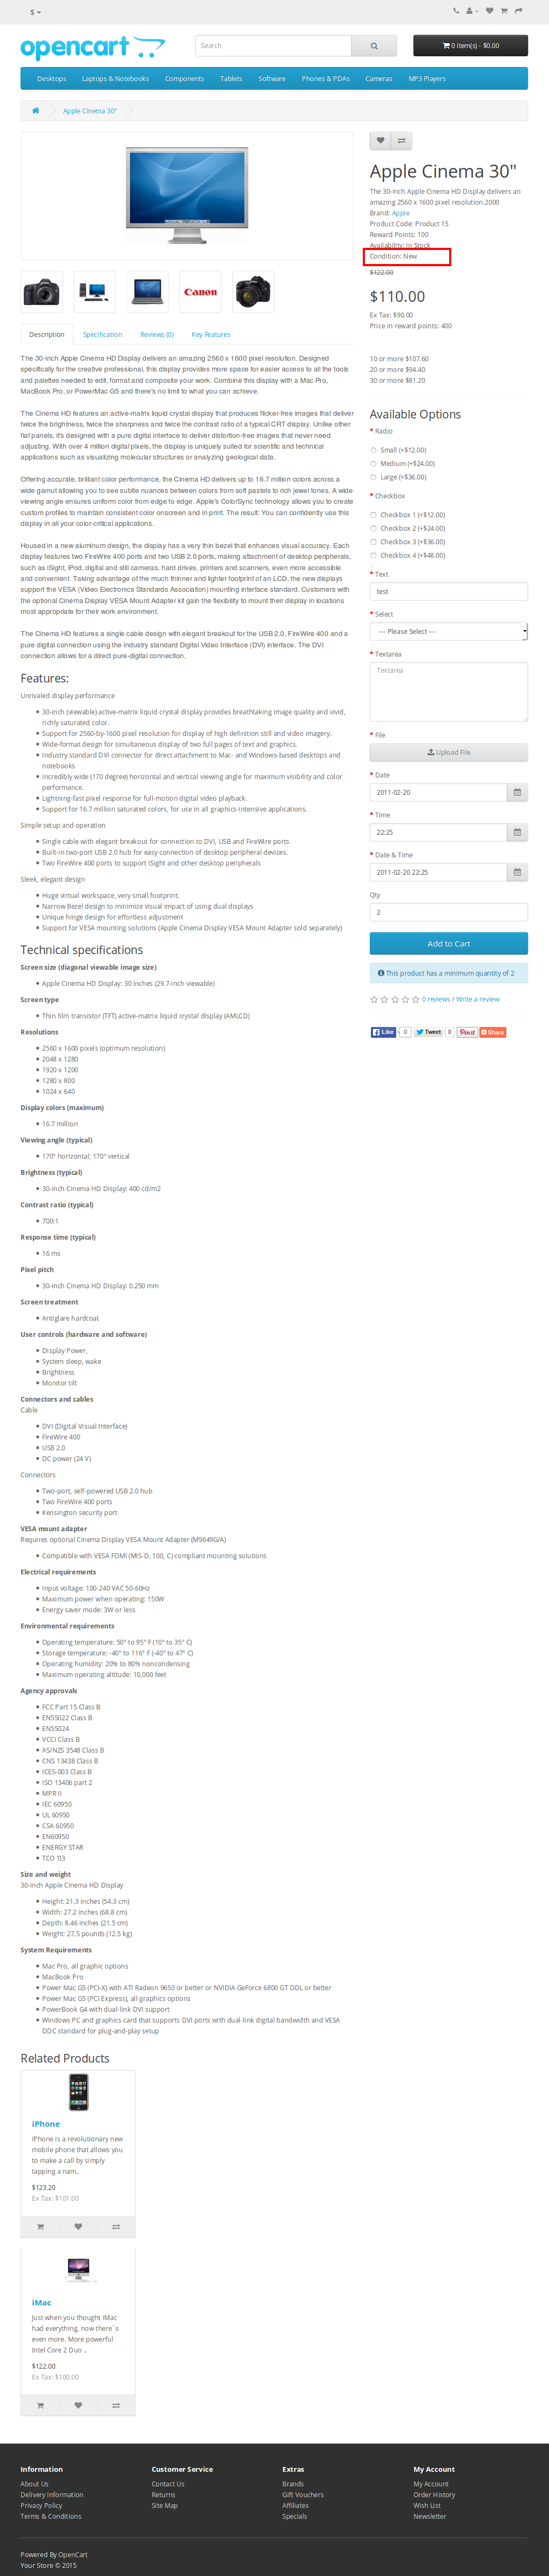 $
opencart
Search
0 item(s) - $0.00
Desktops
Laptops & Notebooks
Components
Tablets
Software
Phones & PDAs
Cameras
MP3 Players
Apple Cinema 30"
Canon
Description
Specification
Reviews (0)
Key Features
The 30-inch Apple Cinema HD Display delivers an amazing 2560 x 1600 pixel resolution. Designed
specifically for the creative professional, this display provides more space for easier access to all the tools
and palettes needed to edit, format and composite your work. Combine this display with a Mac Pro,
MacBook Pro, or PowerMac G5 and there's no limit to what you can achieve.
The Cinema HD features an active-matrix liquid crystal display that produces flicker-free images that deliver
twice the brightness, twice the sharpness and twice the contrast ratio of a typical CRT display. Unlike other
flat panels, it's designed with a pure digital interface to deliver distortion-free images that never need
adjusting. With over 4 million digital pixels, the display is uniquely suited for scientific and technical
applications such as visualizing molecular structures or analyzing geological data.
Offering accurate, brilliant color performance, the Cinema HD delivers up to 16.7 million colors across a
wide gamut allowing you to see subtle nuances between colors from soft pastels to rich jewel tones. A wide
viewing angle ensures uniform color from edge to edge. Apple's ColorSync technology allows you to create
custom profiles to maintain consistent color onscreen and in print. The result: You can confidently use this
display in all your color-critical applications.
Housed in a new aluminum design, the display has a very thin bezel that enhances visual accuracy. Each
display features two FireWire 400 ports and two USB 2.0 ports, making attachment of desktop peripherals,
such as iSight, iPod, digital and still cameras, hard drives, printers and scanners, even more accessible
and convenient. Taking advantage of the much thinner and lighter footprint of an LCD, the new displays
support the VESA (Video Electronics Standards Association) mounting interface standard. Customers with
the optional Cinema Display VESA Mount Adapter kit gain the flexibility to mount their display in locations
most appropriate for their work environment.
The Cinema HD features a single cable design with elegant breakout for the USB 2.0, FireWire 400 and a
pure digital connection using the industry standard Digital Video Interface (DVI) interface. The DVI
connection allows for a direct pure-digital connection.
Features:
Unrivaled display performance
30-inch (viewable) active-matrix liquid crystal display provides breathtaking image quality and vivid,
richly saturated color.
Support for 2560-by-1600 pixel resolution for display of high definition still and video imagery.
Wide-format design for simultaneous display of two full pages of text and graphics.
Industry standard DVI connector for direct attachment to Mac- and Windows-based desktops and
notebooks
Incredibly wide (170 degree) horizontal and vertical viewing angle for maximum visibility and color
performance.
Lightning-fast pixel response for full-motion digital video playback.
Support for 16.7 million saturated colors, for use in all graphics-intensive applications.
Simple setup and operation
Single cable with elegant breakout for connection to DVI, USB and FireWire ports
Built-in two-port USB 2.0 hub for easy connection of desktop peripheral devices.
Two FireWire 400 ports to support iSight and other desktop peripherals
Sleek, elegant design
Huge virtual workspace, very small footprint.
Narrow Bezel design to minimize visual impact of using dual displays
Unique hinge design for effortless adjustment
Support for VESA mounting solutions (Apple Cinema Display VESA Mount Adapter sold separately)
Technical specifications
Screen size (diagonal viewable image size)
Apple Cinema HD Display: 30 inches (29.7-inch viewable)
Screen type
Thin film transistor (TFT) active-matrix liquid crystal display (AMLCD)
Resolutions
2560 x 1600 pixels (optimum resolution)
2048 x 1280
1920 x 1200
1280 x 800
1024 x 640
Display colors (maximum)
16.7 million
Viewing angle (typical)
170° horizontal; 170° vertical
Brightness (typical)
30-inch Cinema HD Display: 400 cd/m2
Contrast ratio (typical)
700:1
Response time (typical)
16 ms
Pixel pitch
30-inch Cinema HD Display: 0.250 mm
Screen treatment
Antiglare hardcoat
User controls (hardware and software)
Display Power,
System sleep, wake
Brightness
Monitor tilt
Connectors and cables
Cable
DVI (Digital Visual Interface)
FireWire 400
USB 2.0
DC power (24 V)
Connectors
Two-port, self-powered USB 2.0 hub
Two FireWire 400 ports
Kensington security port
VESA mount adapter
Requires optional Cinema Display VESA Mount Adapter (M9649G/A)
Compatible with VESA FDMI (MIS-D, 100, C) compliant mounting solutions
Electrical requirements
Input voltage: 100-240 VAC 50-60Hz
Maximum power when operating: 150W
Energy saver mode: 3W or less
Environmental requirements
Operating temperature: 50° to 95° F (10° to 35° C)
Storage temperature: -40° to 116° F (-40° to 47° C)
Operating humidity: 20% to 80% noncondensing
Maximum operating altitude: 10,000 feet
Agency approvals
FCC Part 15 Class B
EN55022 Class B
EN55024
VCCI Class B
AS/NZS 3548 Class B
CNS 13438 Class B
ICES-003 Class B
ISO 13406 part 2
MPR II
IEC 60950
UL 60950
CSA 60950
EN60950
ENERGY STAR
TCO '03
Size and weight
30-inch Apple Cinema HD Display
Height: 21.3 inches (54.3 cm)
Width: 27.2 inches (68.8 cm)
Depth: 8.46 inches (21.5 cm)
Weight: 27.5 pounds (12.5 kg)
System Requirements
Mac Pro, all graphic options
MacBook Pro
Power Mac G5 (PCI-X) with ATI Radeon 9650 or better or NVIDIA GeForce 6800 GT DDL or better
Power Mac G5 (PCI Express), all graphics options
PowerBook G4 with dual-link DVI support
Windows PC and graphics card that supports DVI ports with dual-link digital bandwidth and VESA
DDC standard for plug-and-play setup
Apple Cinema 30"
The 30-inch Apple Cinema HD Display delivers an
amazing 2560 x 1600 pixel resolution.2000
Brand: Apple
Product Code: Product 15
Reward Points: 100
Availability: In Stock
Condition: New
$122.00
$110.00
Ex Tax: $90.00
Price in reward points: 400
10 or more $107.60
20 or more $94.40
30 or more $81.20
Available Options
* Radio
Small (+$12.00)
Medium (+$24.00)
Large (+$36.00)
* Checkbox
Checkbox 1 (+$12.00)
Checkbox 2 (+$24.00)
Checkbox 3 (+$36.00)
Checkbox 4 (+$48.00)
* Text
test
* Select
--- Please Select ---
* Textarea
Textarea
* File
Upload File
* Date
2011-02-20
* Time
22:25
* Date & Time
2011-02-20 22:25
Qty
2
Add to Cart
This product has a minimum quantity of 2
0 reviews / Write a review
Like 0 Tweet 0 Pin it Share
Related Products
iPhone
iPhone is a revolutionary new
mobile phone that allows you
to make a call by simply
tapping a nam..
$123.20
Ex Tax: $101.00
iMac
Just when you thought iMac
had everything, now there´s
even more. More powerful
Intel Core 2 Duo ..
$122.00
Ex Tax: $100.00
Information
About Us
Delivery Information
Privacy Policy
Terms & Conditions
Customer Service
Contact Us
Returns
Site Map
Extras
Brands
Gift Vouchers
Affiliates
Specials
My Account
My Account
Order History
Wish List
Newsletter
Powered By OpenCart
Your Store © 2015